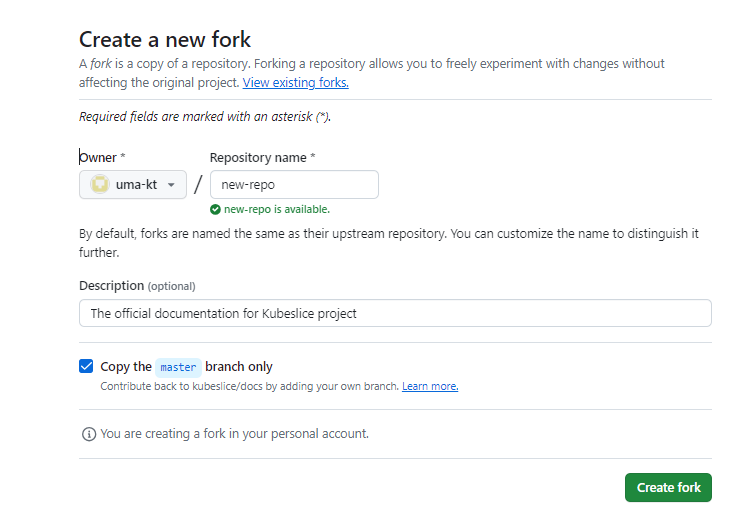 Create a new fork
A fork is a copy of a repository. Forking a repository allows you to freely experiment with changes without
affecting the original project. View existing forks.
Required fields are marked with an asterisk (*).
Owner * Repository name *
uma-kt / new-repo
new-repo is available.
By default, forks are named the same as their upstream repository. You can customize the name to distinguish it
further.
Description (optional)
The official documentation for Kubeslice project
Copy the master branch only
Contribute back to kubeslice/docs by adding your own branch. Learn more.
You are creating a fork in your personal account.
Create fork